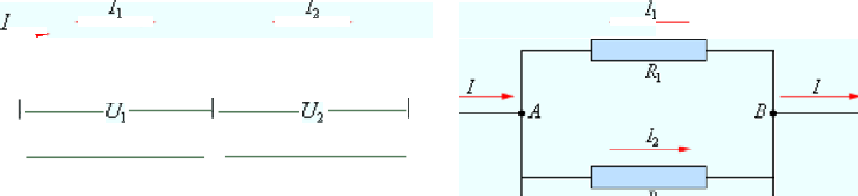 I I₁ I₂
U₁ U₂
I₁
R₁
I I
A B
I₂